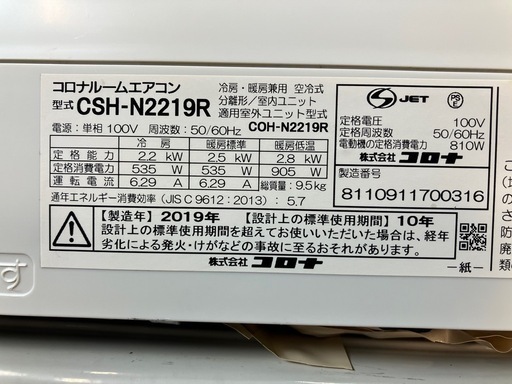 コロナルームエアコン
型式 CSH-N2219R
冷房・暖房兼用 空冷式
分離形/室内ユニット
適用室外ユニット型式
電源:単相100V 周波数:50/60Hz COH-N2219R
冷房 暖房標準 暖房低温
定格能力 2.2 kW 2.5 kW 2.8 kW
定格消費電力 535 W 535 W 905 W
運転電流 6.29 A 6.29 A 総質量:9.5kg
通年エネルギー消費効率(JIS C 9612:2013):5.7
JET
PSE
定格電圧 100V
定格周波数 50/60Hz
電動機の定格消費電力 810W
株式会社 コロナ
製造番号
8110911700316
【製造年】2019年 【設計上の標準使用期間】10年
設計上の標準使用期間を超えてお使いいただいた場合は、経年
劣化による発火・けがなどの事故に至るおそれがあります。
株式会社 コロナ
―紙―
す